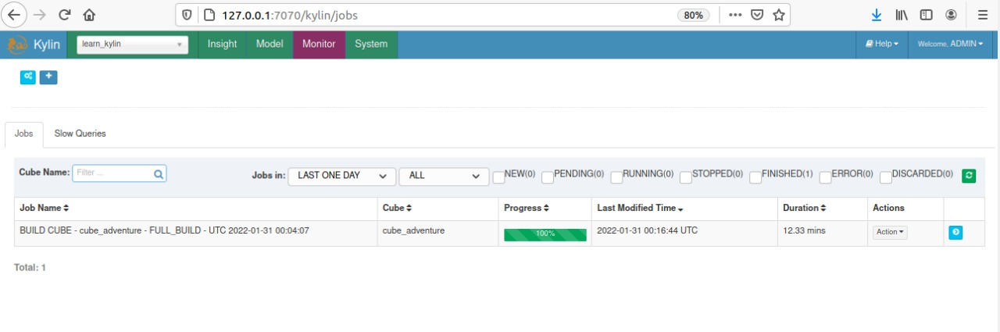 127.0.0.1:7070/kylin/jobs 80%
Kylin learn_kylin Insight Model Monitor System Help Welcome, ADMIN
Jobs Slow Queries
Cube Name: Filter ... Jobs in: LAST ONE DAY ALL NEW(0) PENDING(0) RUNNING(0) STOPPED(0) FINISHED(1) ERROR(0) DISCARDED(0)
Job Name Cube Progress Last Modified Time Duration Actions
BUILD CUBE - cube_adventure - FULL_BUILD - UTC 2022-01-31 00:04:07 cube_adventure 100% 2022-01-31 00:16:44 UTC 12.33 mins Action
Total: 1